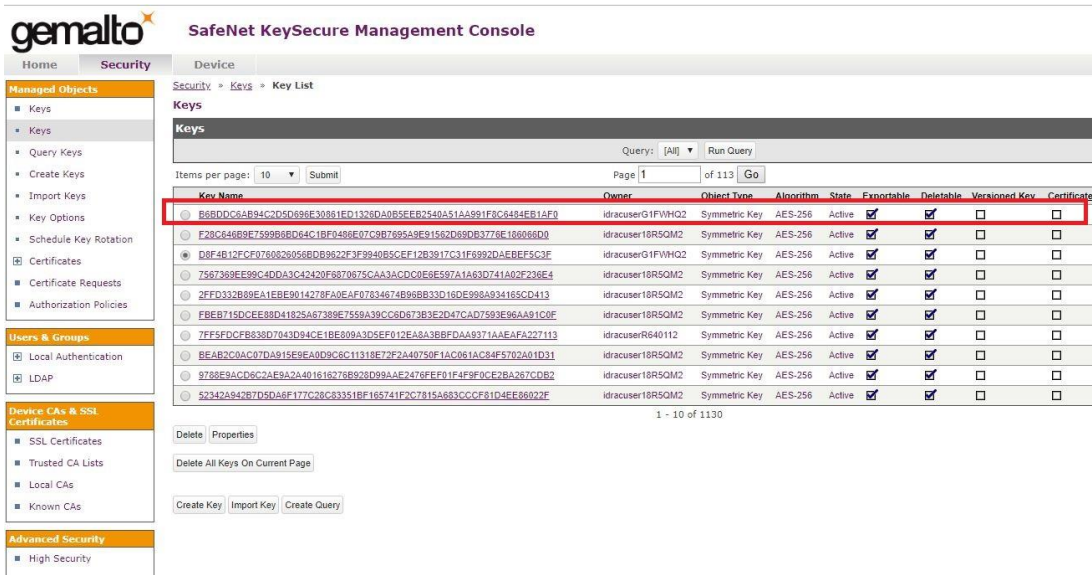 gemalto
SafeNet KeySecure Management Console
Home Security Device
Managed Objects
Keys
Keys
Query Keys
Create Keys
Import Keys
Key Options
Schedule Key Rotation
Certificates
Certificate Requests
Authorization Policies
Users & Groups
Local Authentication
LDAP
Device CAs & SSL
Certificates
SSL Certificates
Trusted CA Lists
Local CAs
Known CAs
Advanced Security
High Security
Security » Keys » Key List
Keys
Keys
Query: [All] Run Query
Items per page: 10 Submit Page 1 of 113 Go
Key Name Owner Object Type Algorithm State Exportable Deletable Versioned Key Certificate
B6BDDC6AB94C2D5D696E30861ED1326DA0B5EEB2540A51AA991F8C6484EB1AF0 idracuserG1FWHQ2 Symmetric Key AES-256 Active
F28C646B9E7599B6BD64C1BF0486E07C9B7695A9E91562D69DB3776E186066D0 idracuser18R5QM2 Symmetric Key AES-256 Active
D8F4B12FCF0760826056BDB9622F3F9940B5CEF12B3917C31F6992DAEBEF5C3F idracuserG1FWHQ2 Symmetric Key AES-256 Active
7567369EE99C4DDA3C42420F6870675CAA3ACDC0E6E597A1A63D741A02F236E4 idracuser18R5QM2 Symmetric Key AES-256 Active
2FFD332B89EA1EBE9014278FA0EAF07834674B96BB33D16DE998A934165CD413 idracuser18R5QM2 Symmetric Key AES-256 Active
FBEB715DCEE88D41825A67389E7559A39CC6D673B3E2D47CAD7593E96AA91C0F idracuser18R5QM2 Symmetric Key AES-256 Active
7FF5FDCFB838D7043D94CE1BE809A3D5EF012EA8A3BBFDAA9371AAEAFA227113 idracuserR640112 Symmetric Key AES-256 Active
BEAB2C0AC07DA915E9EA0D9C6C11318E72F2A40750F1AC061AC84F5702A01D31 idracuser18R5QM2 Symmetric Key AES-256 Active
9788E9ACD6C2AE9A2A401616276B928D99AAE2476FEF01F4F9F0CE2BA267CDB2 idracuser18R5QM2 Symmetric Key AES-256 Active
52342A942B7D5DA6F177C28C83351BF165741F2C7815A683CCCF81D4EE86022F idracuser18R5QM2 Symmetric Key AES-256 Active
1 - 10 of 1130
Delete Properties
Delete All Keys On Current Page
Create Key Import Key Create Query